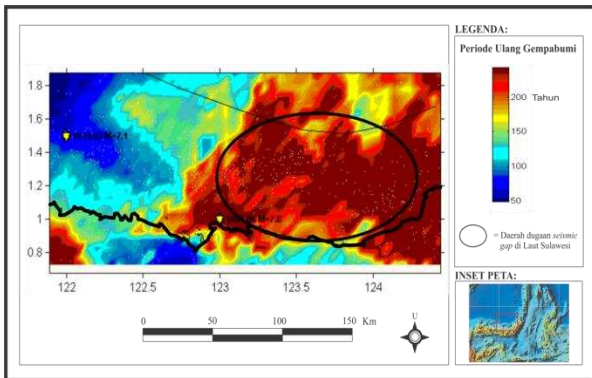 LEGENDA:
Periode Ulang Gempabumi
200
150
100
50
Tahun
= Daerah dugaan seismic
gap di Laut Sulawesi
INSET PETA:
1.8
1.6
1.4
1.2
1
0.8
122
122.5
123
123.5
124
0
50
100
150
Km
U